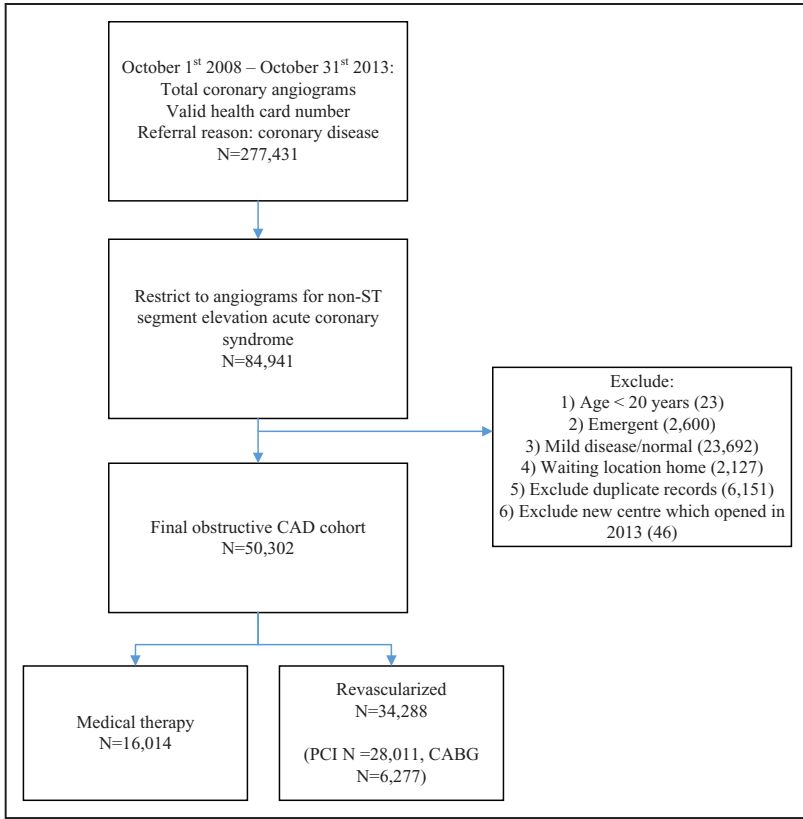 October 1st 2008 – October 31st 2013:
Total coronary angiograms
Valid health card number
Referral reason: coronary disease
N=277,431
Restrict to angiograms for non-ST
segment elevation acute coronary
syndrome
N=84,941
Exclude:
1) Age < 20 years (23)
2) Emergent (2,600)
3) Mild disease/normal (23,692)
4) Waiting location home (2,127)
5) Exclude duplicate records (6,151)
6) Exclude new centre which opened in
2013 (46)
Final obstructive CAD cohort
N=50,302
Medical therapy
N=16,014
Revascularized
N=34,288
(PCI N =28,011, CABG
N=6,277)